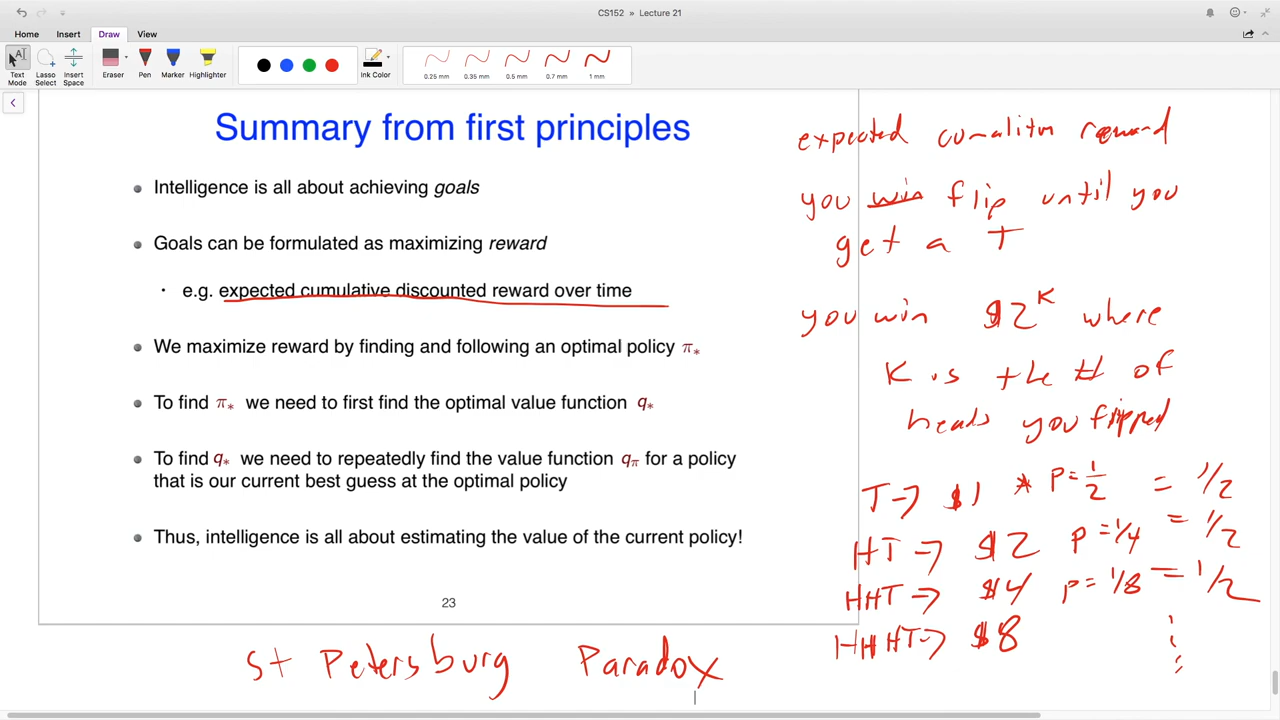 CS152 » Lecture 21
Home Insert Draw View
Text Mode
Lasso Select
Insert Space
Eraser
Pen
Marker
Highlighter
Ink Color
0.25 mm 0.35 mm 0.5 mm 0.7 mm 1 mm
Summary from first principles
• Intelligence is all about achieving goals
• Goals can be formulated as maximizing reward
• e.g. expected cumulative discounted reward over time
• We maximize reward by finding and following an optimal policy π*
• To find π* we need to first find the optimal value function q*
• To find q* we need to repeatedly find the value function qπ for a policy
that is our current best guess at the optimal policy
• Thus, intelligence is all about estimating the value of the current policy!
23
St Petersburg Paradox
expected reward
you win flip until you
get a T
you win $2^K where
K is the # of
heads you flipped
T → $1 * P = 1/2 = 1/2
HT → $2 P = 1/4 = 1/2
HHT → $4 P = 1/8 = 1/2
HHHT → $8